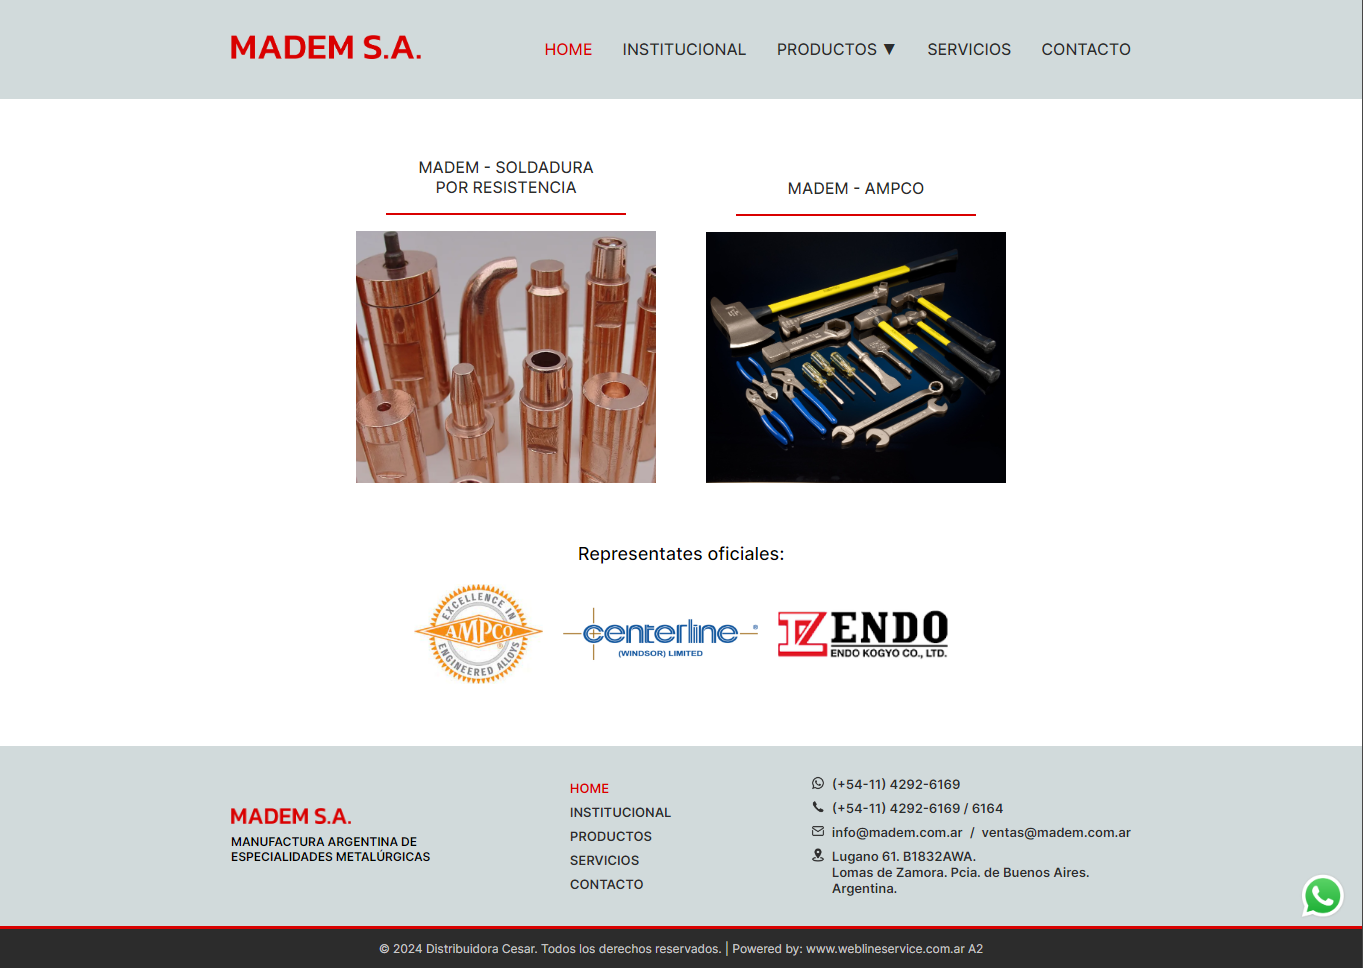 MADEM S.A.
HOME INSTITUCIONAL PRODUCTOS ▼ SERVICIOS CONTACTO
MADEM - SOLDADURA
POR RESISTENCIA
MADEM - AMPCO
Representates oficiales:
EXCELLENCE IN
AMPCO ®
ENGINEERED ALLOYS
centerline ®
(WINDSOR) LIMITED
ENDO
ENDO KOGYO CO., LTD.
MADEM S.A.
MANUFACTURA ARGENTINA DE
ESPECIALIDADES METALÚRGICAS
HOME
INSTITUCIONAL
PRODUCTOS
SERVICIOS
CONTACTO
(+54-11) 4292-6169
(+54-11) 4292-6169 / 6164
info@madem.com.ar / ventas@madem.com.ar
Lugano 61. B1832AWA.
Lomas de Zamora. Pcia. de Buenos Aires.
Argentina.
© 2024 Distribuidora Cesar. Todos los derechos reservados. | Powered by: www.weblineservice.com.ar A2